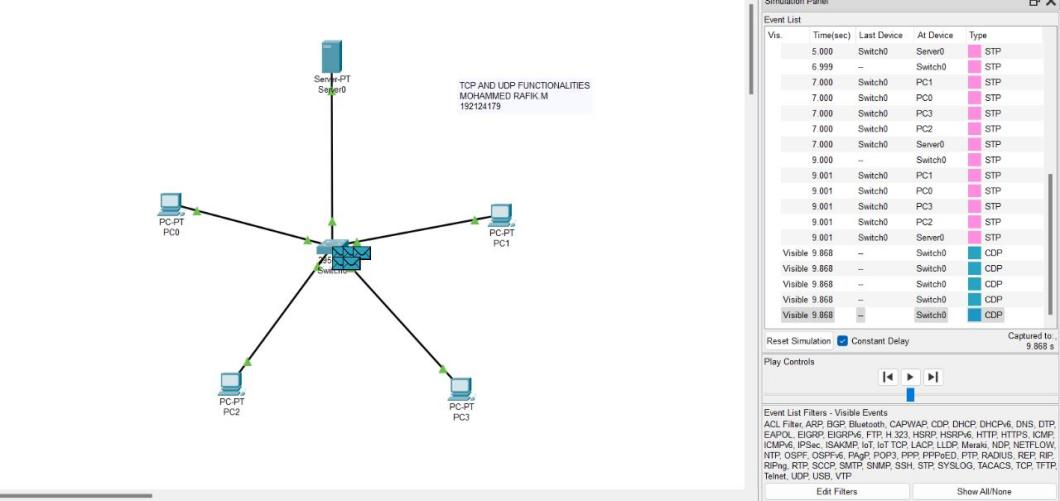 Simulation Panel
Event List
Vis. Time(sec) Last Device At Device Type
5.000 Switch0 Server0 STP
6.999 -- Switch0 STP
7.000 Switch0 PC1 STP
7.000 Switch0 PC0 STP
7.000 Switch0 PC3 STP
7.000 Switch0 PC2 STP
7.000 Switch0 Server0 STP
9.000 -- Switch0 STP
9.001 Switch0 PC1 STP
9.001 Switch0 PC0 STP
9.001 Switch0 PC3 STP
9.001 Switch0 PC2 STP
9.001 Switch0 Server0 STP
Visible 9.868 -- Switch0 CDP
Visible 9.868 -- Switch0 CDP
Visible 9.868 -- Switch0 CDP
Visible 9.868 -- Switch0 CDP
Visible 9.868 -- Switch0 CDP
Reset Simulation Constant Delay
Captured to:
9.868 s
Play Controls
Event List Filters - Visible Events
ACL Filter, ARP, BGP, Bluetooth, CAPWAP, CDP, DHCP, DHCPv6, DNS, DTP,
EAPOL, EIGRP, EIGRPv6, FTP, H.323, HSRP, HSRPv6, HTTP, HTTPS, ICMP,
ICMPv6, IPSec, ISAKMP, IoT, IoT TCP, LACP, LLDP, Meraki, NDP, NETFLOW,
NTP, OSPF, OSPFv6, PAgP, POP3, PPP, PPPoED, PTP, RADIUS, REP, RIP,
RIPng, RTP, SCCP, SMTP, SNMP, SSH, STP, SYSLOG, TACACS, TCP, TFTP,
Telnet, UDP, USB, VTP
Edit Filters
Show All/None
Server-PT
Server0
TCP AND UDP FUNCTIONALITIES
MOHAMMED RAFIK.M
192124179
PC-PT
PC0
PC-PT
PC1
Switch0
PC-PT
PC2
PC-PT
PC3